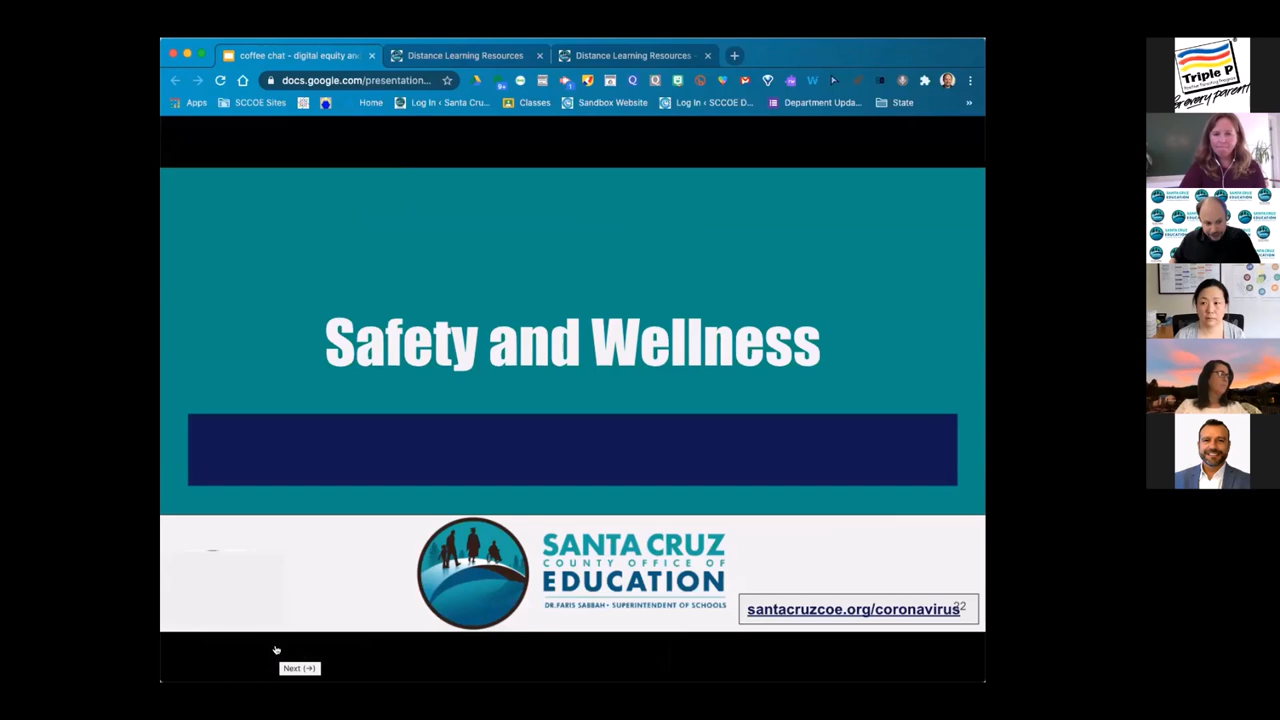 coffee chat - digital equity and
Distance Learning Resources
Distance Learning Resources -
docs.google.com/presentation...
Apps
SCCOE Sites
Home
Log In ‹ Santa Cru...
Classes
Sandbox Website
Log In ‹ SCCOE D...
Department Upda...
State
»
Safety and Wellness
SANTA CRUZ
COUNTY OFFICE OF
EDUCATION
DR. FARIS SABBAH • SUPERINTENDENT OF SCHOOLS
santacruzcoe.org/coronavirus
22
Next (→)
Triple P